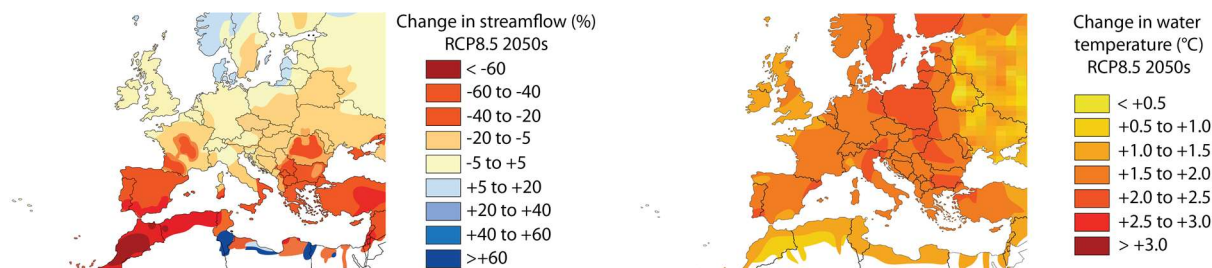 Change in streamflow (%)
RCP8.5 2050s
< -60
-60 to -40
-40 to -20
-20 to -5
-5 to +5
+5 to +20
+20 to +40
+40 to +60
>+60
Change in water
temperature (°C)
RCP8.5 2050s
< +0.5
+0.5 to +1.0
+1.0 to +1.5
+1.5 to +2.0
+2.0 to +2.5
+2.5 to +3.0
> +3.0